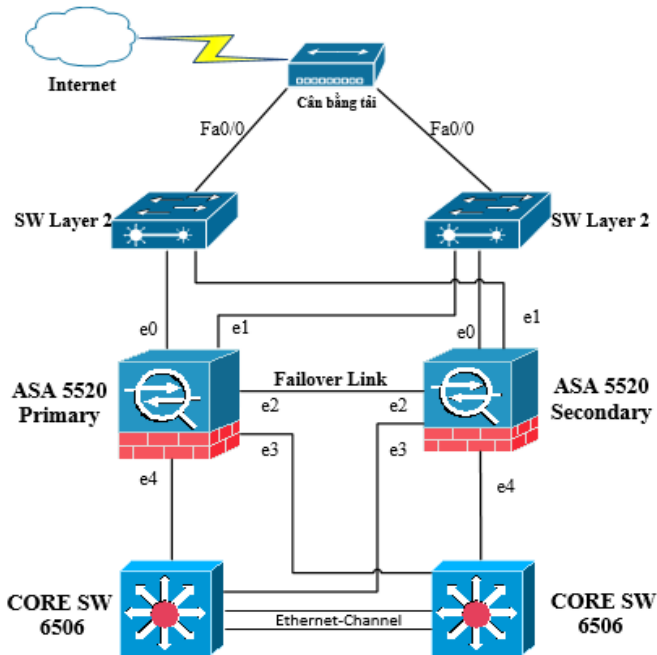 Internet
Cân bằng tải
Fa0/0
Fa0/0
SW Layer 2
SW Layer 2
e0
e1
e0
e1
ASA 5520
Primary
Failover Link
e2
e2
ASA 5520
Secondary
e3
e3
e4
e4
CORE SW
6506
Ethernet-Channel
CORE SW
6506